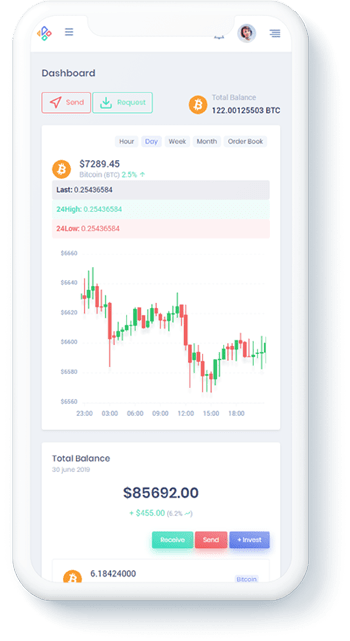 Dashboard
Send
Request
Total Balance
122.00125503 BTC
Hour
Day
Week
Month
Order Book
$7289.45
Bitcoin (BTC) 2.5% ↑
Last: 0.25436584
24High: 0.25436584
24Low: 0.25436584
$6660
$6640
$6620
$6600
$6680
$6660
23:00 03:00 06:00 09:00 12:00 15:00 18:00
Total Balance
30 June 2019
$85692.00
+ $455.00 (6.2%
Receive
Send
+ Invest
6.18424000
Bitcoin